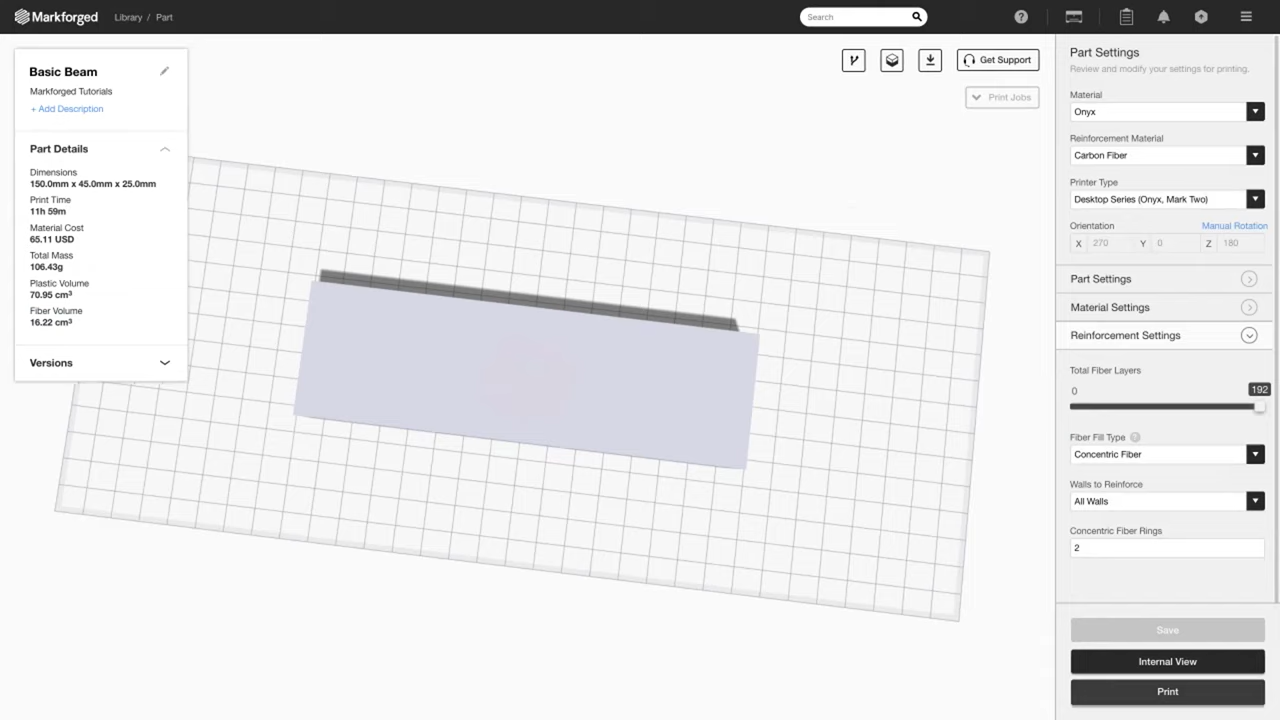 Markforged
Library / Part
Search
Basic Beam
Markforged Tutorials
+ Add Description
Part Details
Dimensions
150.0mm x 45.0mm x 25.0mm
Print Time
11h 59m
Material Cost
65.11 USD
Total Mass
106.43g
Plastic Volume
70.95 cm³
Fiber Volume
16.22 cm³
Versions
Get Support
Print Jobs
Part Settings
Review and modify your settings for printing.
Material
Onyx
Reinforcement Material
Carbon Fiber
Printer Type
Desktop Series (Onyx, Mark Two)
Orientation Manual Rotation
X 270 Y 0 Z 180
Part Settings
Material Settings
Reinforcement Settings
Total Fiber Layers
0 192
Fiber Fill Type ?
Concentric Fiber
Walls to Reinforce
All Walls
Concentric Fiber Rings
2
Save
Internal View
Print